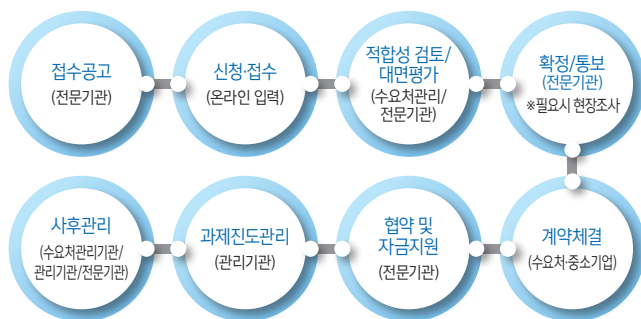 접수공고
(전문기관)
신청·접수
(온라인 입력)
적합성 검토/
대면평가
(수요처관리/
전문기관)
확정/통보
(전문기관)
※필요시 현장조사
계약체결
(수요처·중소기업)
협약 및
자금지원
(전문기관)
과제진도관리
(관리기관)
사후관리
(수요처관리기관/
관리기관/전문기관)